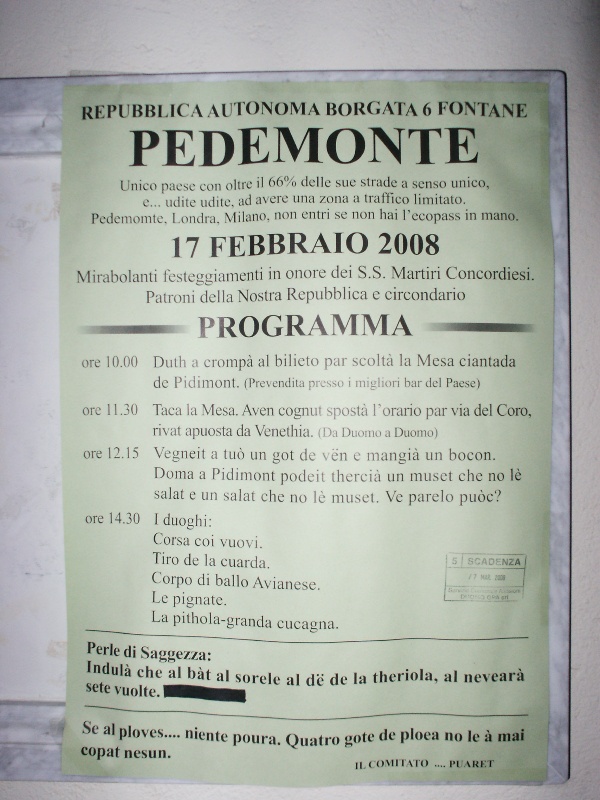 REPUBBLICA AUTONOMA BORGATA 6 FONTANE
PEDEMONTE
Unico paese con oltre il 66% delle sue strade a senso unico,
e... udite udite, ad avere una zona a traffico limitato.
Pedemomte, Londra, Milano, non entri se non hai l'ecopass in mano.
17 FEBBRAIO 2008
Mirabolanti festeggiamenti in onore dei S.S. Martiri Concordiesi.
Patroni della Nostra Repubblica e circondario
PROGRAMMA
ore 10.00 Duth a crompà al bilieto par scoltà la Mesa ciantada
de Pidimont. (Prevendita presso i migliori bar del Paese)
ore 11.30 Taca la Mesa. Aven cognut spostà l'orario par via del Coro,
rivat apuosta da Venethia. (Da Duomo a Duomo)
ore 12.15 Vegneit a tuò un got de vën e mangià un bocon.
Doma a Pidimont podeit thercià un muset che no lè
salat e un salat che no lè muset. Ve parelo puòc?
ore 14.30 I duoghi:
Corsa coi vuovi.
Tiro de la cuarda.
Corpo di ballo Avianese.
Le pignate.
La pithola-granda cucagna.
S SCADENZA
MAR. 2008
Perle di Saggezza:
Indulà che al bàt al sorele al dë de la theriola, al nevearà
sete vuolte.
Se al ploves.... niente poura. Quatro gote de ploea no le à mai
copat nesun.
IL COMITATO .... PUARET